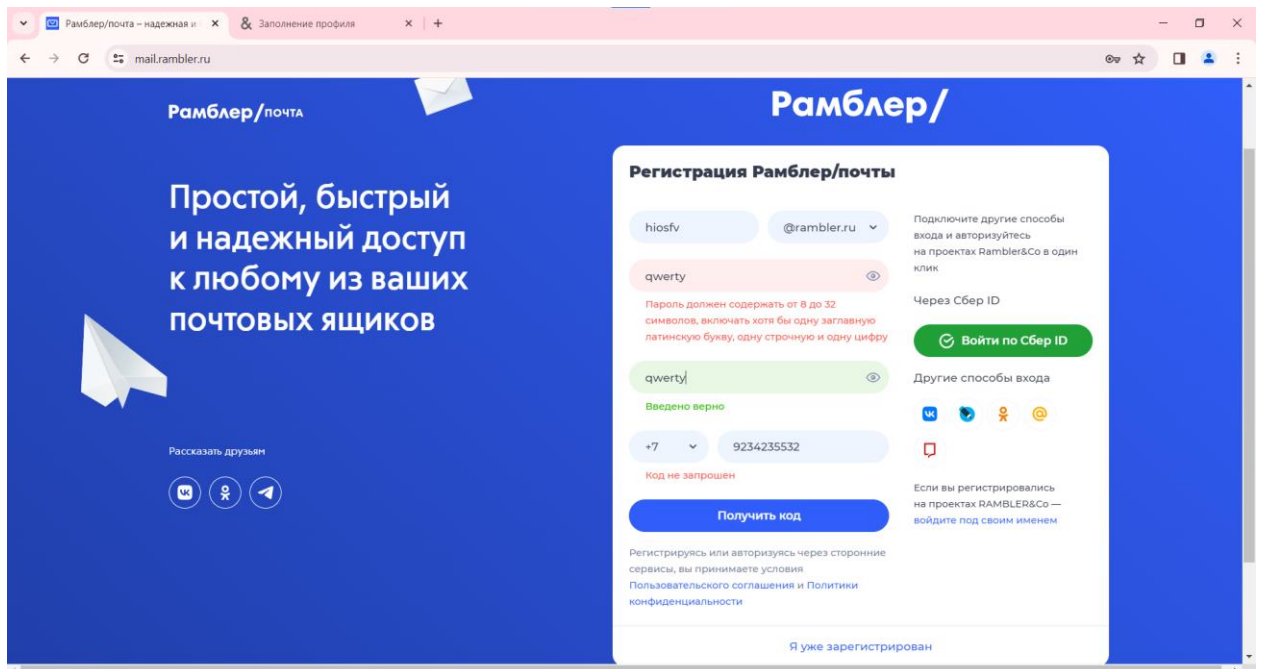 Рамблер/почта – надежная и
Заполнение профиля
mail.rambler.ru
Рамблер/почта
Простой, быстрый
и надежный доступ
к любому из ваших
почтовых ящиков
Рассказать друзьям
Рамблер/
Регистрация Рамблер/почты
hiosfv
@rambler.ru
qwerty
Пароль должен содержать от 8 до 32
символов, включать хотя бы одну заглавную
латинскую букву, одну строчную и одну цифру
qwerty
Введено верно
+7
9234235532
Код не запрошен
Получить код
Регистрируясь или авторизуясь через сторонние
сервисы, вы принимаете условия
Пользовательского соглашения и Политики
конфиденциальности
Подключите другие способы
входа и авторизуйтесь
на проектах Rambler&Co в один
клик
Через Сбер ID
Войти по Сбер ID
Другие способы входа
Если вы регистрировались
на проектах RAMBLER&Co —
войдите под своим именем
Я уже зарегистрирован